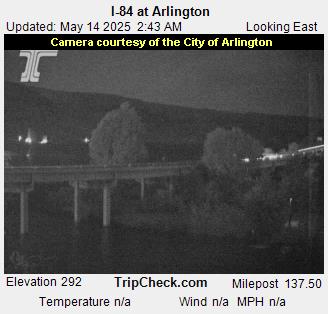 I-84 at Arlington
Updated: May 14 2025 2:43 AM Looking East
Camera courtesy of the City of Arlington
Elevation 292 TripCheck.com Milepost 137.50
Temperature n/a Wind n/a MPH n/a